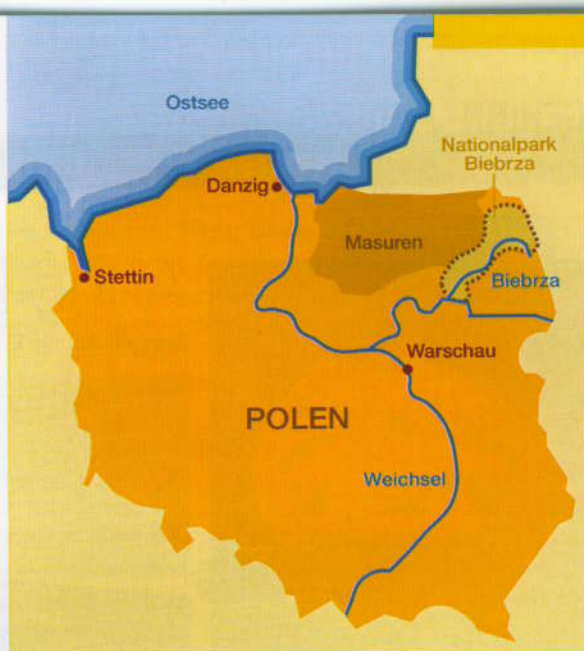 Ostsee
Nationalpark
Biebrza
Danzig
Masuren
Stettin
Biebrza
Warschau
POLEN
Weichsel